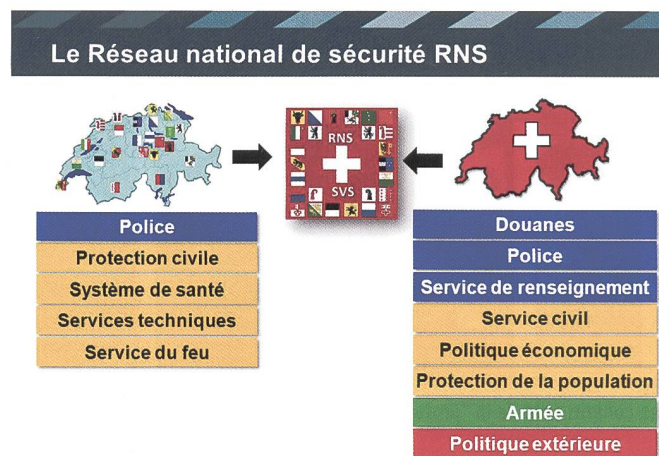 Le Réseau national de sécurité RNS
RNS
SVS
Police
Protection civile
Système de santé
Services techniques
Service du feu
Douanes
Police
Service de renseignement
Service civil
Politique économique
Protection de la population
Armée
Politique extérieure